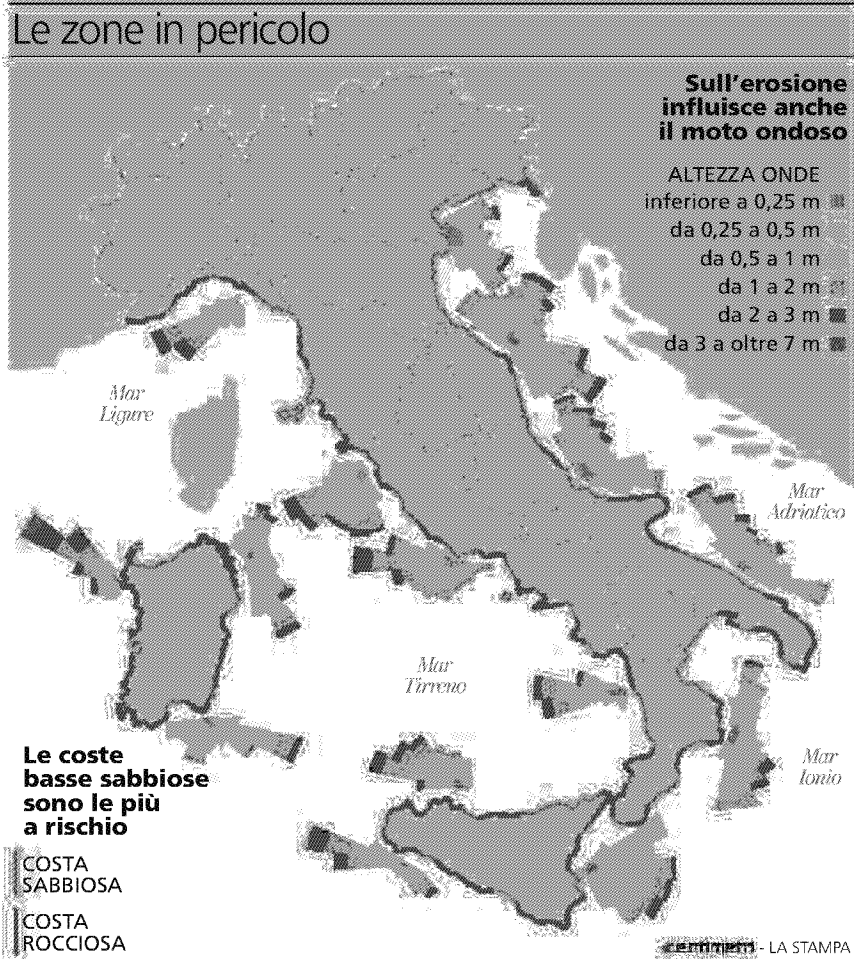 Le zone in pericolo
Sull'erosione
influisce anche
il moto ondoso
ALTEZZA ONDE
inferiore a 0,25 m
da 0,25 a 0,5 m
da 0,5 a 1 m
da 1 a 2 m
da 2 a 3 m
da 3 a oltre 7 m
Mar
Ligure
Mar
Adriatico
Mar
Tirreno
Mar
Ionio
Le coste
basse sabbiose
sono le più
a rischio
COSTA
SABBIOSA
COSTA
ROCCIOSA
centimetri - LA STAMPA